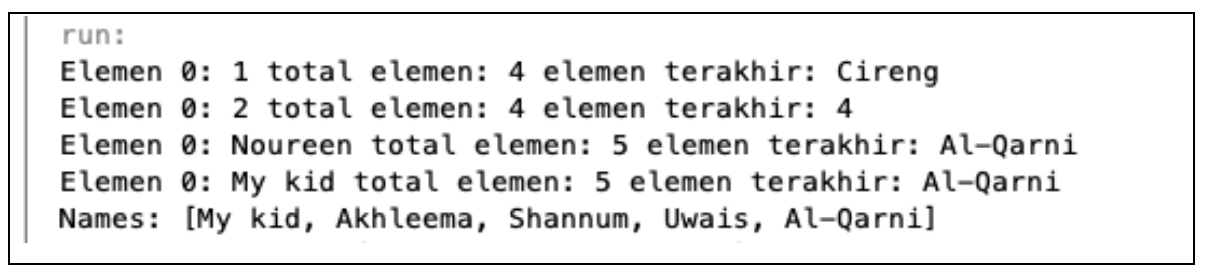 run:
Elemen 0: 1 total elemen: 4 elemen terakhir: Cireng
Elemen 0: 2 total elemen: 4 elemen terakhir: 4
Elemen 0: Noureen total elemen: 5 elemen terakhir: Al-Qarni
Elemen 0: My kid total elemen: 5 elemen terakhir: Al-Qarni
Names: [My kid, Akhleema, Shannum, Uwais, Al-Qarni]